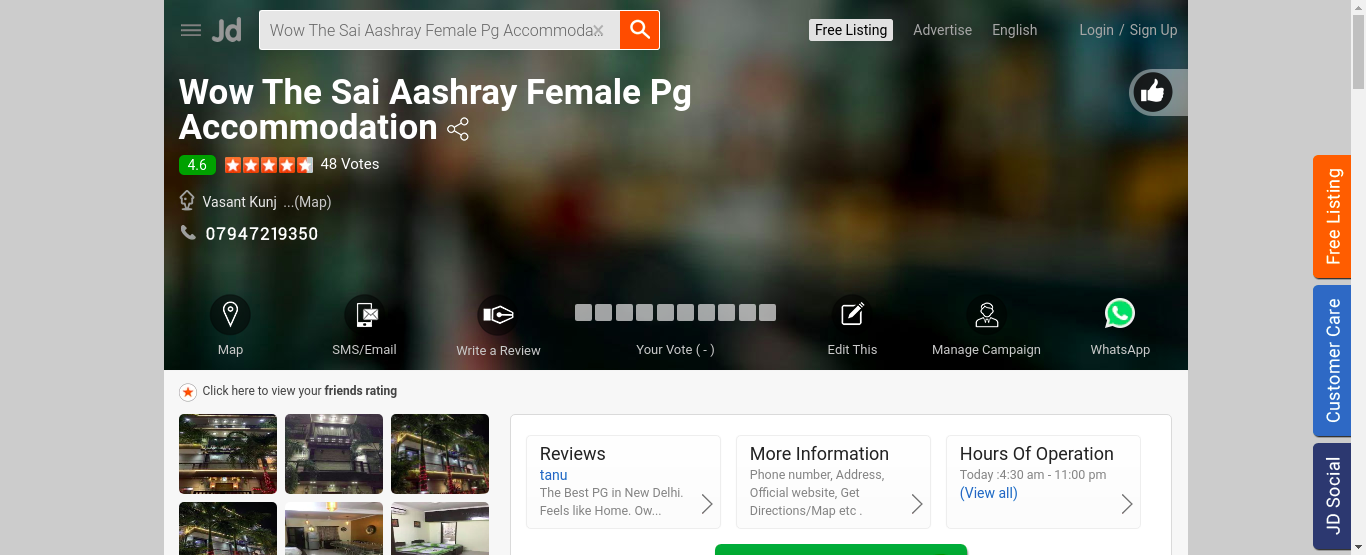 Jd
Wow The Sai Aashray Female Pg Accommoda
Free Listing
Advertise
English
Login / Sign Up
Wow The Sai Aashray Female Pg
Accommodation
4.6
48 Votes
Vasant Kunj ...(Map)
07947219350
Map
SMS/Email
Write a Review
Your Vote ( - )
Edit This
Manage Campaign
WhatsApp
Click here to view your friends rating
Reviews
tanu
The Best PG in New Delhi.
Feels like Home. Ow...
More Information
Phone number, Address,
Official website, Get
Directions/Map etc .
Hours Of Operation
Today :4:30 am - 11:00 pm
(View all)
Free Listing
Customer Care
JD Social